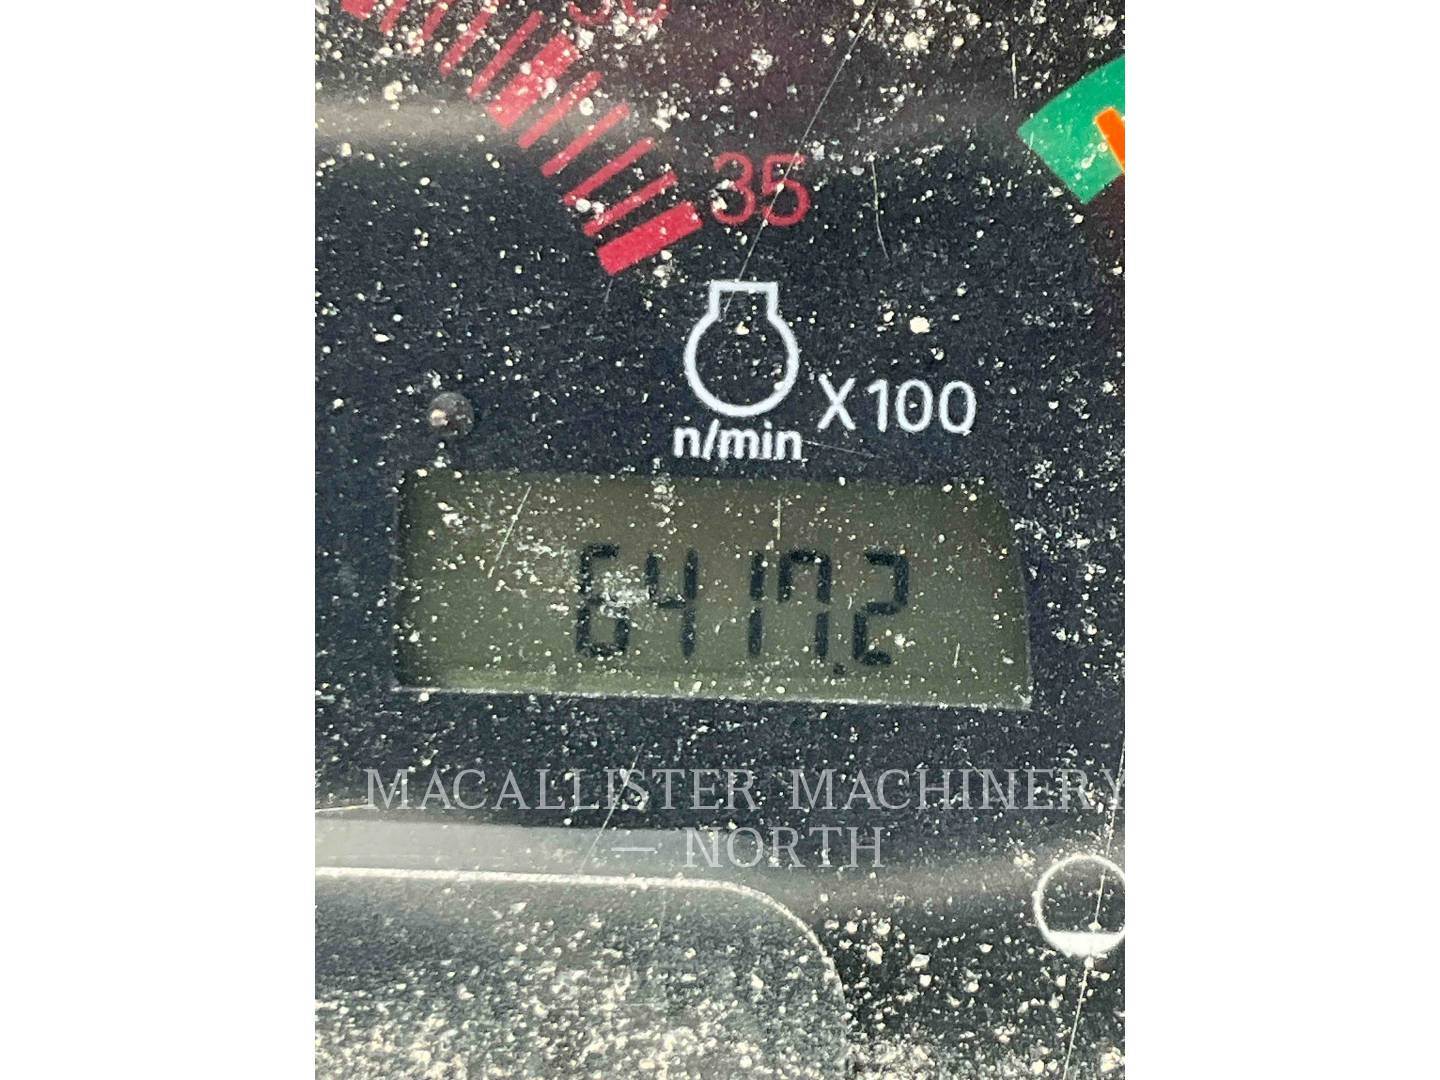 35
X100
n/min
6417.2
MACALLISTER MACHINERY
— NORTH